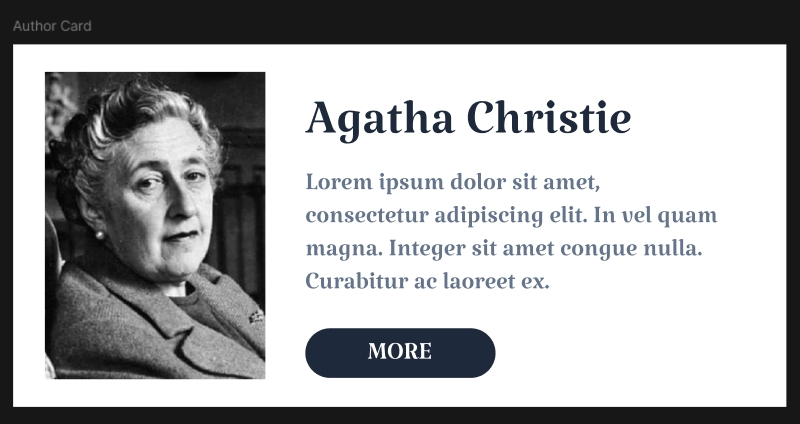 Author Card
Agatha Christie
Lorem ipsum dolor sit amet,
consectetur adipiscing elit. In vel quam
magna. Integer sit amet congue nulla.
Curabitur ac laoreet ex.
MORE